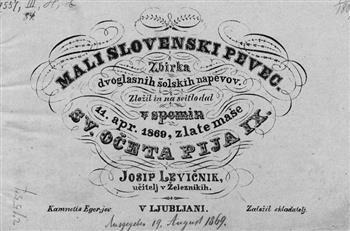 MALI SLOVENSKI PEVEC.
Zbirka
dvoglasnih šolskih napevov.
Zložil in na svitlo dal
v spomin
11. apr. 1869, zlate maše
SV. OČETA PIJA IX.
JOSIP LEVIČNIK,
učitelj v Železnikih.
Kamnotis Egerjev
V LJUBLJANI.
Založil skladatelj.
Ausgegeben 19. August 1869.